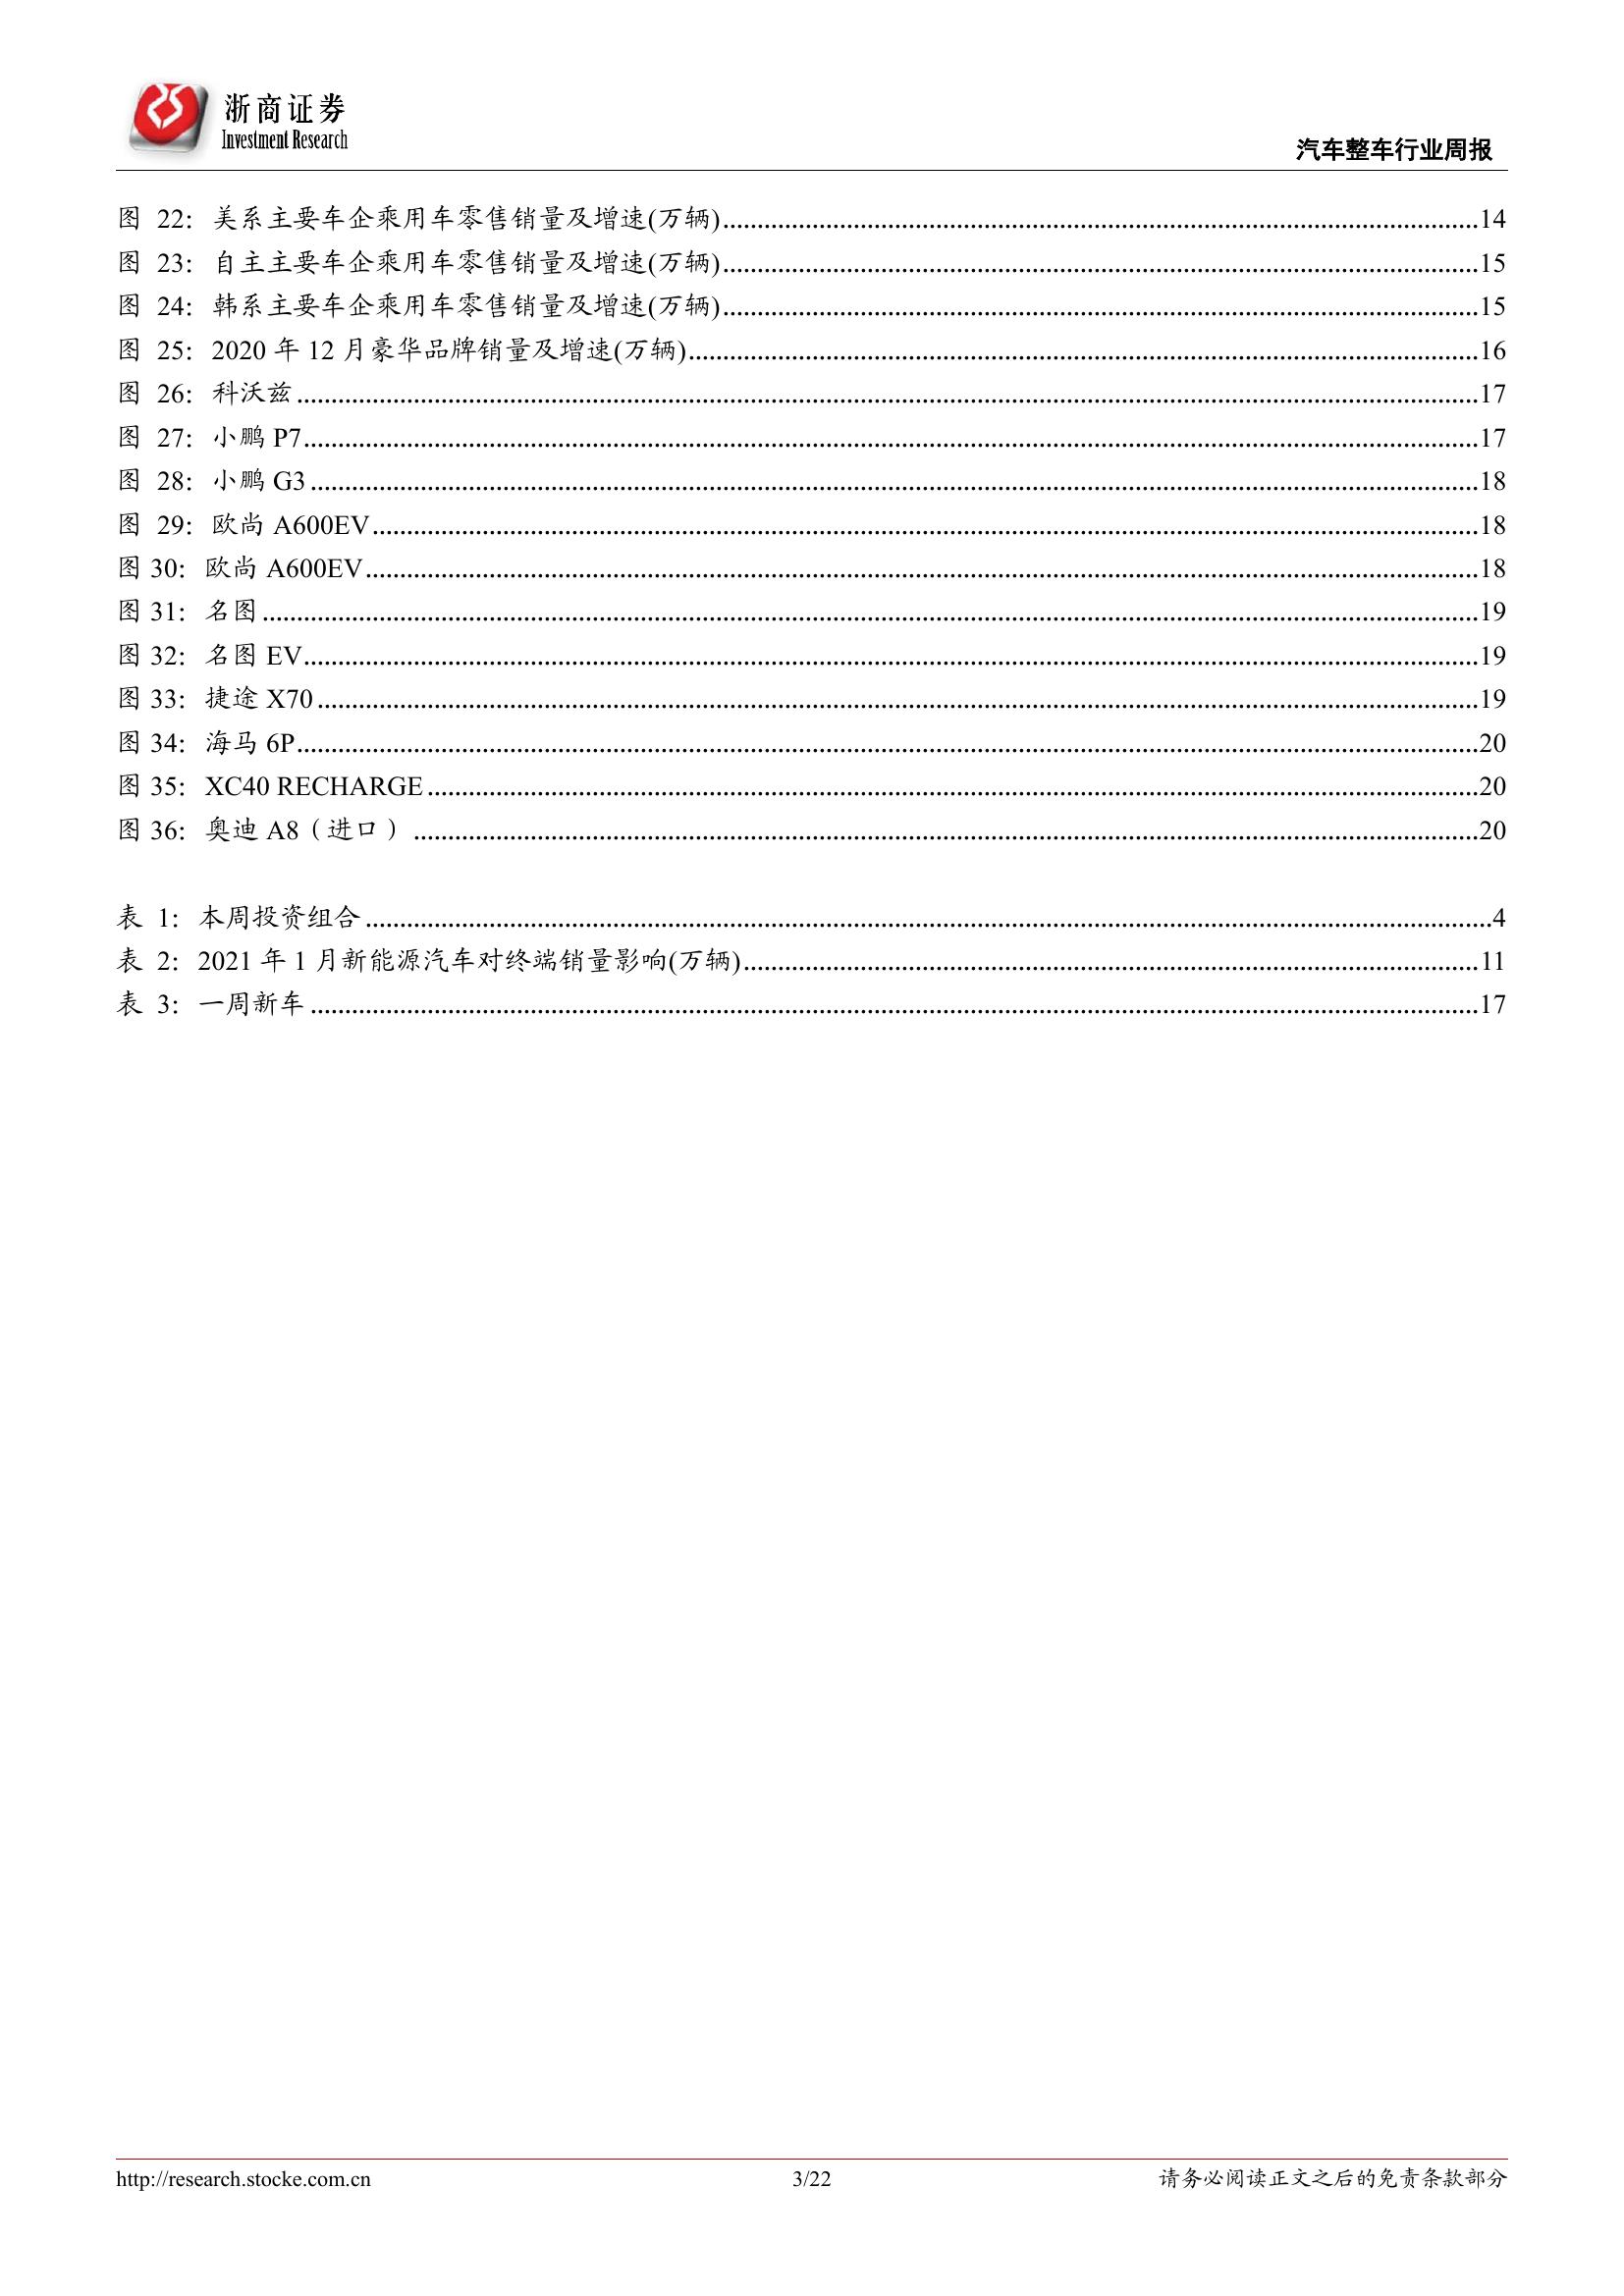 浙商证券
Investment Research
汽车整车行业周报
图 22：美系主要车企乘用车零售销量及增速(万辆)....................14
图 23：自主主要车企乘用车零售销量及增速(万辆)....................15
图 24：韩系主要车企乘用车零售销量及增速(万辆)....................15
图 25：2020 年 12 月豪华品牌销量及增速(万辆)....................16
图 26：科沃兹....................17
图 27：小鹏 P7....................17
图 28：小鹏 G3....................18
图 29：欧尚 A600EV....................18
图 30：欧尚 A600EV....................18
图 31：名图....................19
图 32：名图 EV....................19
图 33：捷途 X70....................19
图 34：海马 6P....................20
图 35：XC40 RECHARGE....................20
图 36：奥迪 A8（进口）....................20
表 1：本周投资组合....................4
表 2：2021 年 1 月新能源汽车对终端销量影响(万辆)....................11
表 3：一周新车....................17
http://research.stocke.com.cn
3/22
请务必阅读正文之后的免责条款部分